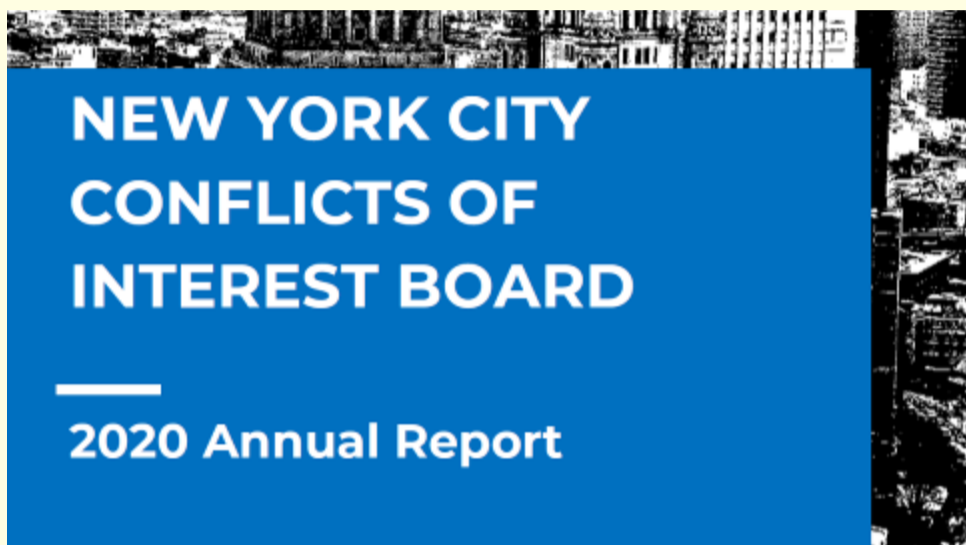 NEW YORK CITY
CONFLICTS OF
INTEREST BOARD
2020 Annual Report